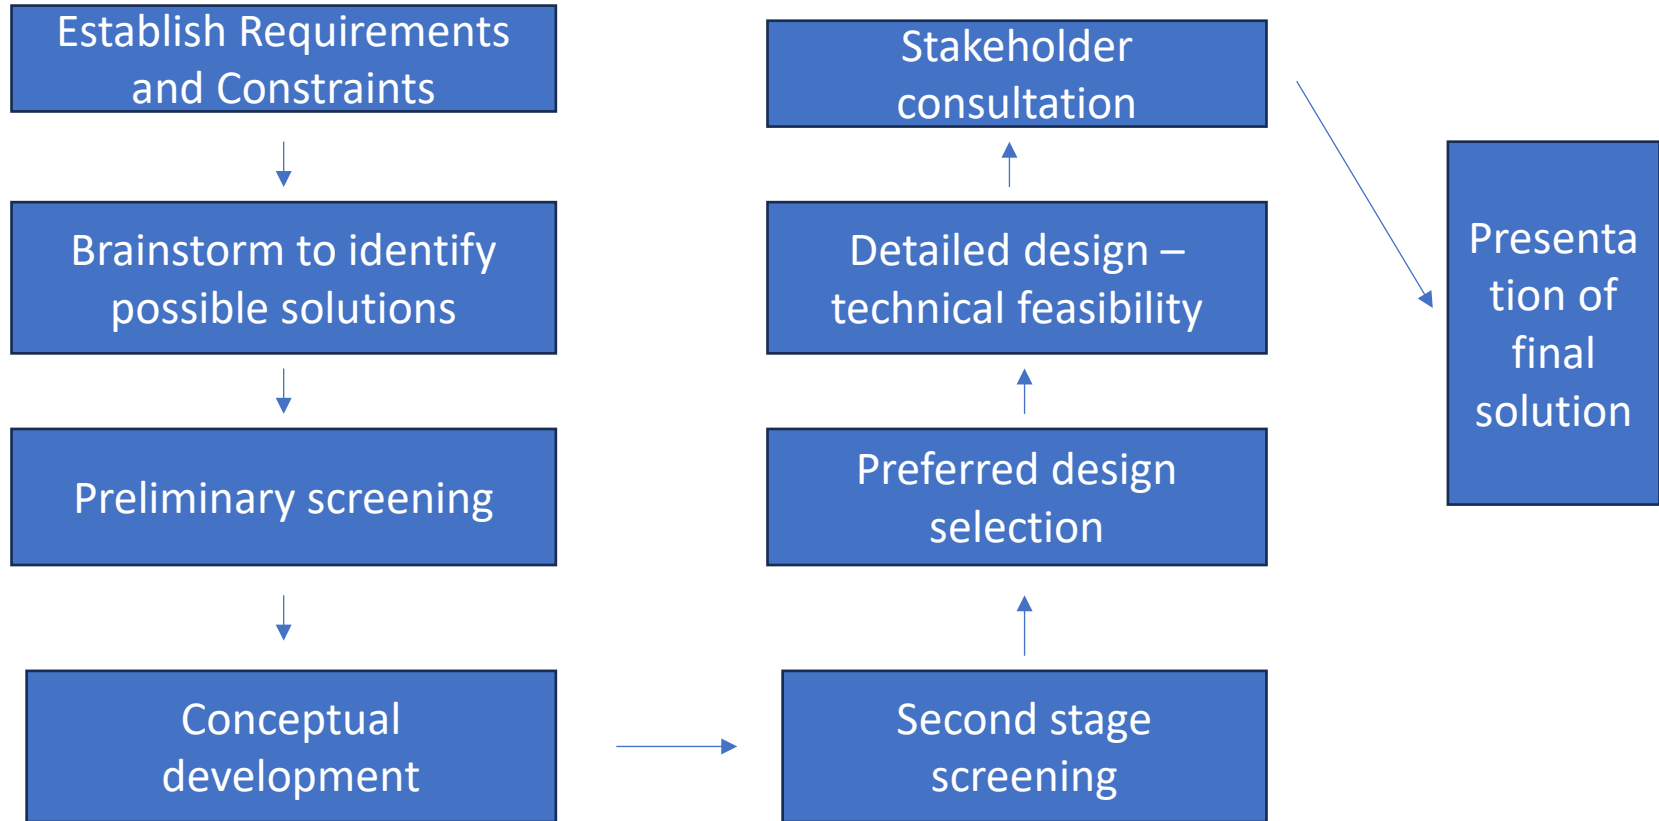 Establish Requirements
and Constraints
Brainstorm to identify
possible solutions
Preliminary screening
Conceptual
development
Second stage
screening
Preferred design
selection
Detailed design –
technical feasibility
Stakeholder
consultation
Presenta
tion of
final
solution